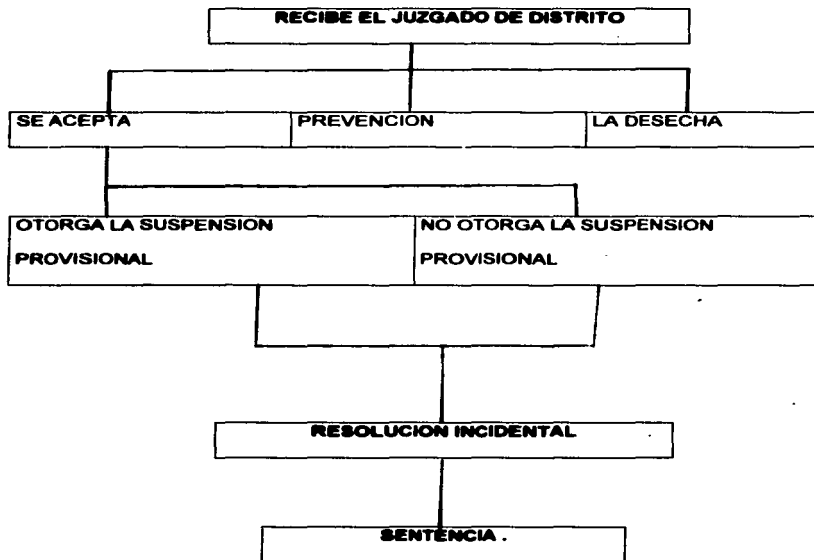 RECIBE EL JUZGADO DE DISTRITO
SE ACEPTA
PREVENCION
LA DESECHA
OTORGA LA SUSPENSION
PROVISIONAL
NO OTORGA LA SUSPENSION
PROVISIONAL
RESOLUCION INCIDENTAL
SENTENCIA .